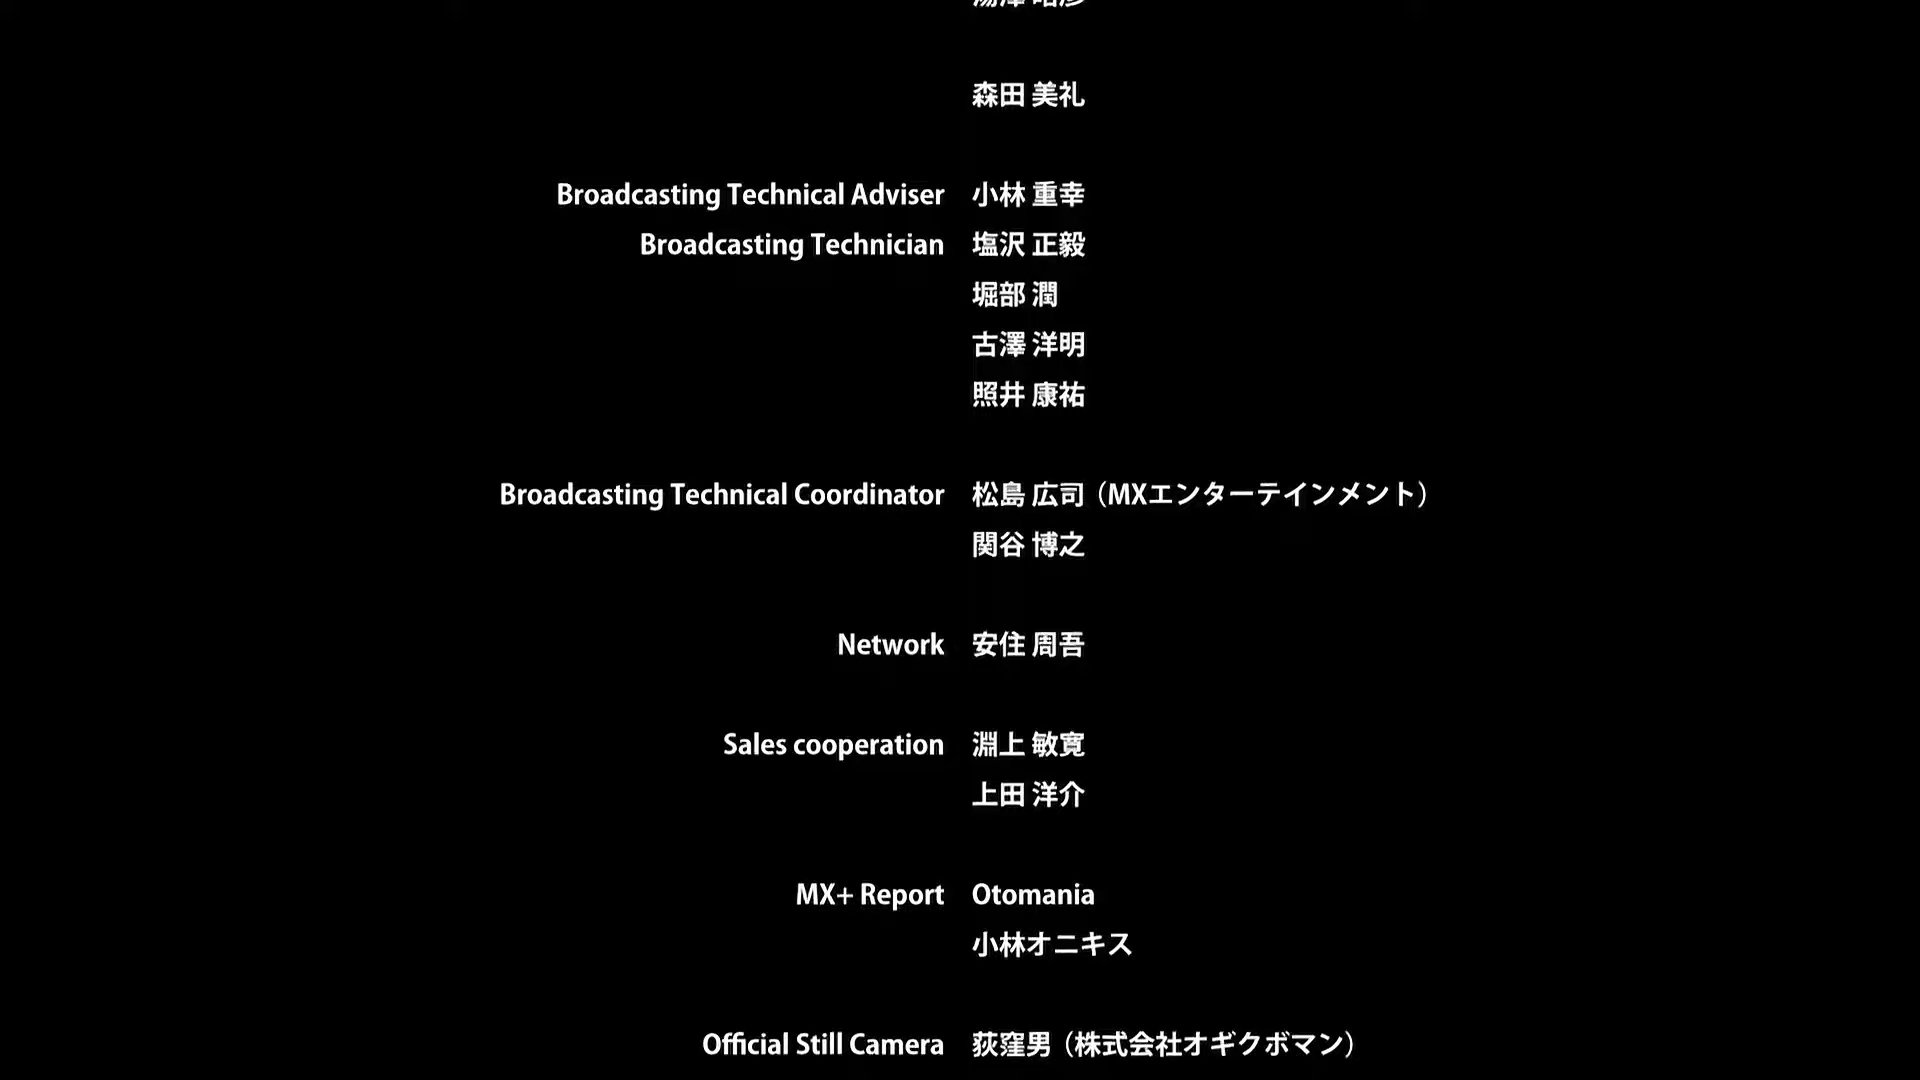 森田 美礼
Broadcasting Technical Adviser 小林 重幸
Broadcasting Technician 塩沢 正毅
堀部 潤
古澤 洋明
照井 康祐
Broadcasting Technical Coordinator 松島 広司（MXエンターテインメント）
関谷 博之
Network 安住 周吾
Sales cooperation 淵上 敏寛
上田 洋介
MX+ Report Otomania
小林オニキス
Official Still Camera 荻窪男（株式会社オギクボマン）